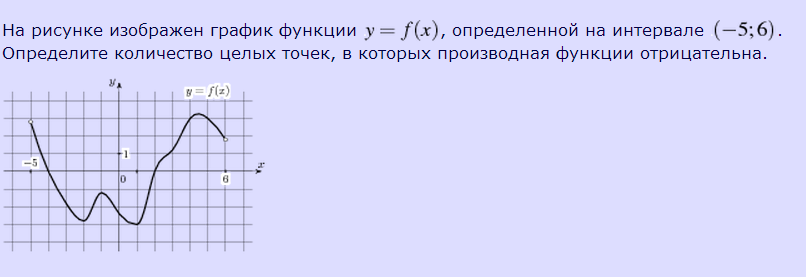 На рисунке изображен график функции y = f(x), определенной на интервале (−5;6).
Определите количество целых точек, в которых производная функции отрицательна.
y
y = f(x)
1
−5
x
0
6